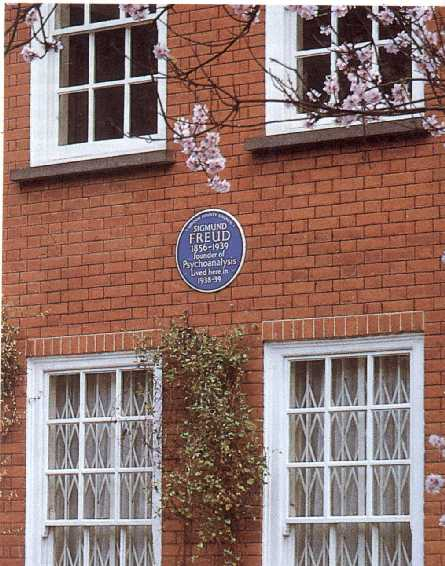 SIGMUND
FREUD
1856-1939
Founder of
Psychoanalysis
Lived here in
1938-39